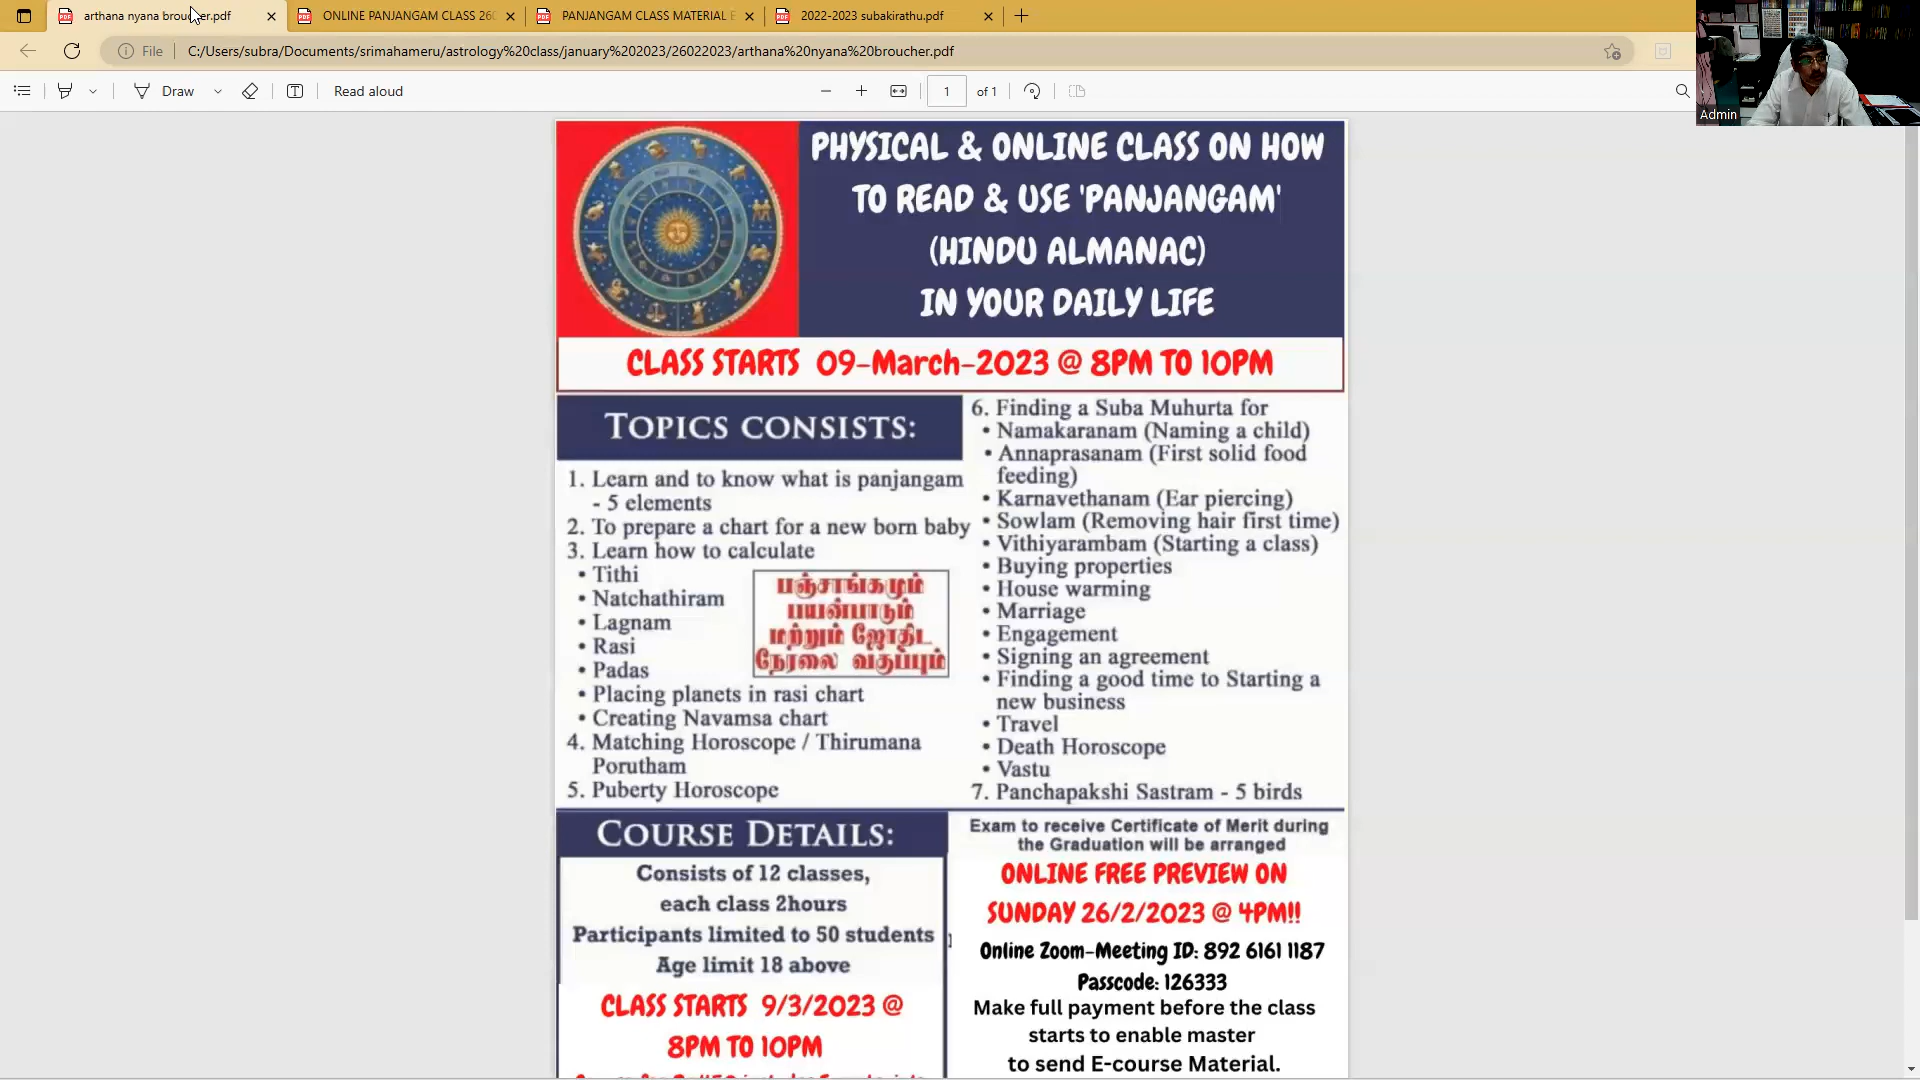 arthana nyana broucher.pdf
ONLINE PANJANGAM CLASS 260
PANJANGAM CLASS MATERIAL E
2022-2023 subakirathu.pdf
File
C:/Users/subra/Documents/srimahameru/astrology%20class/january%202023/26022023/arthana%20nyana%20broucher.pdf
Draw
Read aloud
1 of 1
Admin
PHYSICAL & ONLINE CLASS ON HOW
TO READ & USE 'PANJANGAM'
(HINDU ALMANAC)
IN YOUR DAILY LIFE
CLASS STARTS 09-March-2023 @ 8PM TO 10PM
TOPICS CONSISTS:
1. Learn and to know what is panjangam
- 5 elements
2. To prepare a chart for a new born baby
3. Learn how to calculate
• Tithi
• Natchathiram
• Lagnam
• Rasi
• Padas
• Placing planets in rasi chart
• Creating Navamsa chart
4. Matching Horoscope / Thirumana
Porutham
5. Puberty Horoscope
பஞ்சாங்கமும்
பயன்பாடும்
மற்றும் ஜோதிட
நேரலை வகுப்பும்
6. Finding a Suba Muhurta for
• Namakaranam (Naming a child)
• Annaprasanam (First solid food
feeding)
• Karnavethanam (Ear piercing)
• Sowlam (Removing hair first time)
• Vithiyarambam (Starting a class)
• Buying properties
• House warming
• Marriage
• Engagement
• Signing an agreement
• Finding a good time to Starting a
new business
• Travel
• Death Horoscope
• Vastu
7. Panchapakshi Sastram - 5 birds
COURSE DETAILS:
Consists of 12 classes,
each class 2hours
Participants limited to 50 students
Age limit 18 above
CLASS STARTS 9/3/2023 @
8PM TO 10PM
Exam to receive Certificate of Merit during
the Graduation will be arranged
ONLINE FREE PREVIEW ON
SUNDAY 26/2/2023 @ 4PM!!
Online Zoom-Meeting ID: 892 6161 1187
Passcode: 126333
Make full payment before the class
starts to enable master
to send E-course Material.